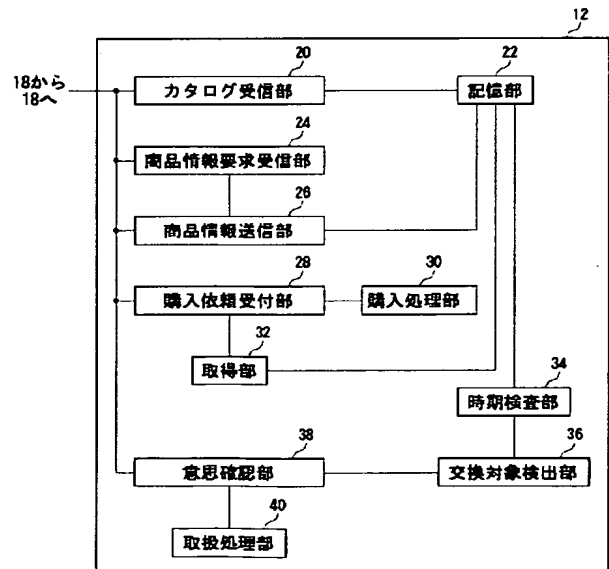 12
18から
18へ
20
カタログ受信部
22
記憶部
24
商品情報要求受信部
26
商品情報送信部
28
購入依頼受付部
30
購入処理部
32
取得部
34
時期検査部
36
交換対象検出部
38
意思確認部
40
取扱処理部